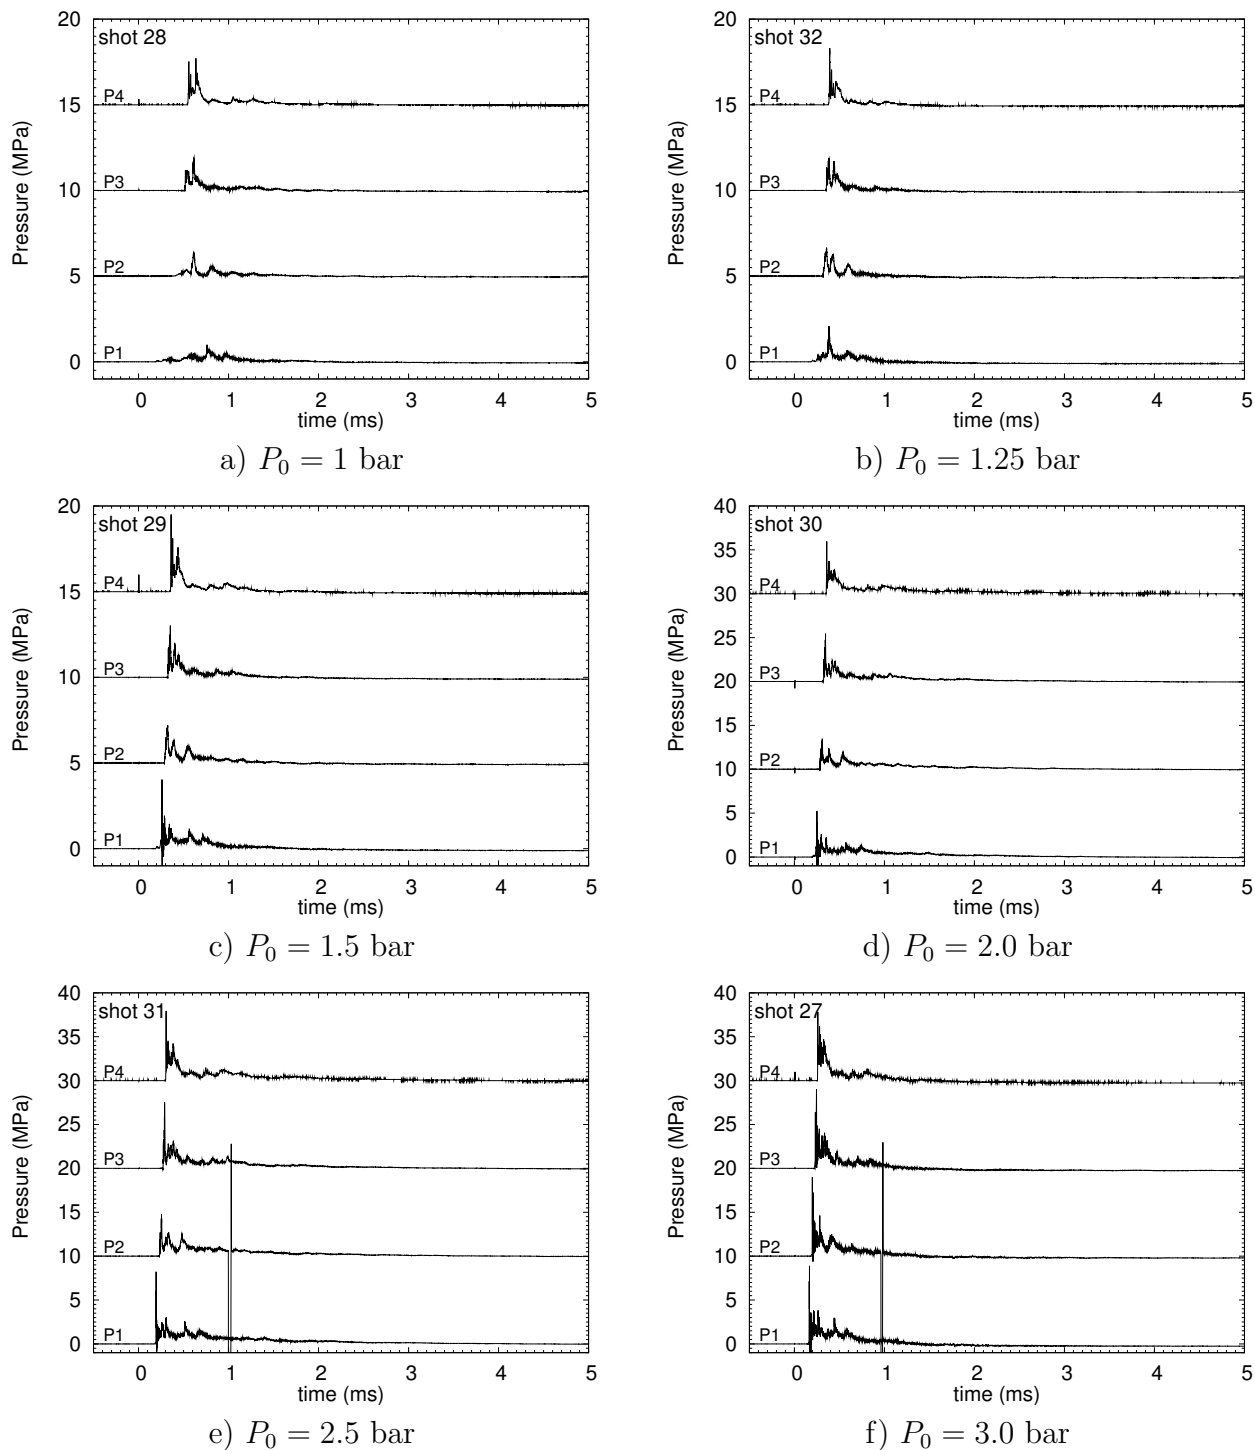 20
shot 28
P4
15
P3
10
P2
5
P1
0
Pressure (MPa)
0 1 2 3 4 5
time (ms)
a) P0 = 1 bar
20
shot 32
P4
15
P3
10
P2
5
P1
0
Pressure (MPa)
0 1 2 3 4 5
time (ms)
b) P0 = 1.25 bar
20
shot 29
P4
15
P3
10
P2
5
P1
0
Pressure (MPa)
0 1 2 3 4 5
time (ms)
c) P0 = 1.5 bar
40
shot 30
35
P4
30
25
P3
20
15
P2
10
5
P1
0
Pressure (MPa)
0 1 2 3 4 5
time (ms)
d) P0 = 2.0 bar
40
shot 31
35
P4
30
25
P3
20
15
P2
10
5
P1
0
Pressure (MPa)
0 1 2 3 4 5
time (ms)
e) P0 = 2.5 bar
40
shot 27
35
P4
30
25
P3
20
15
P2
10
5
P1
0
Pressure (MPa)
0 1 2 3 4 5
time (ms)
f) P0 = 3.0 bar